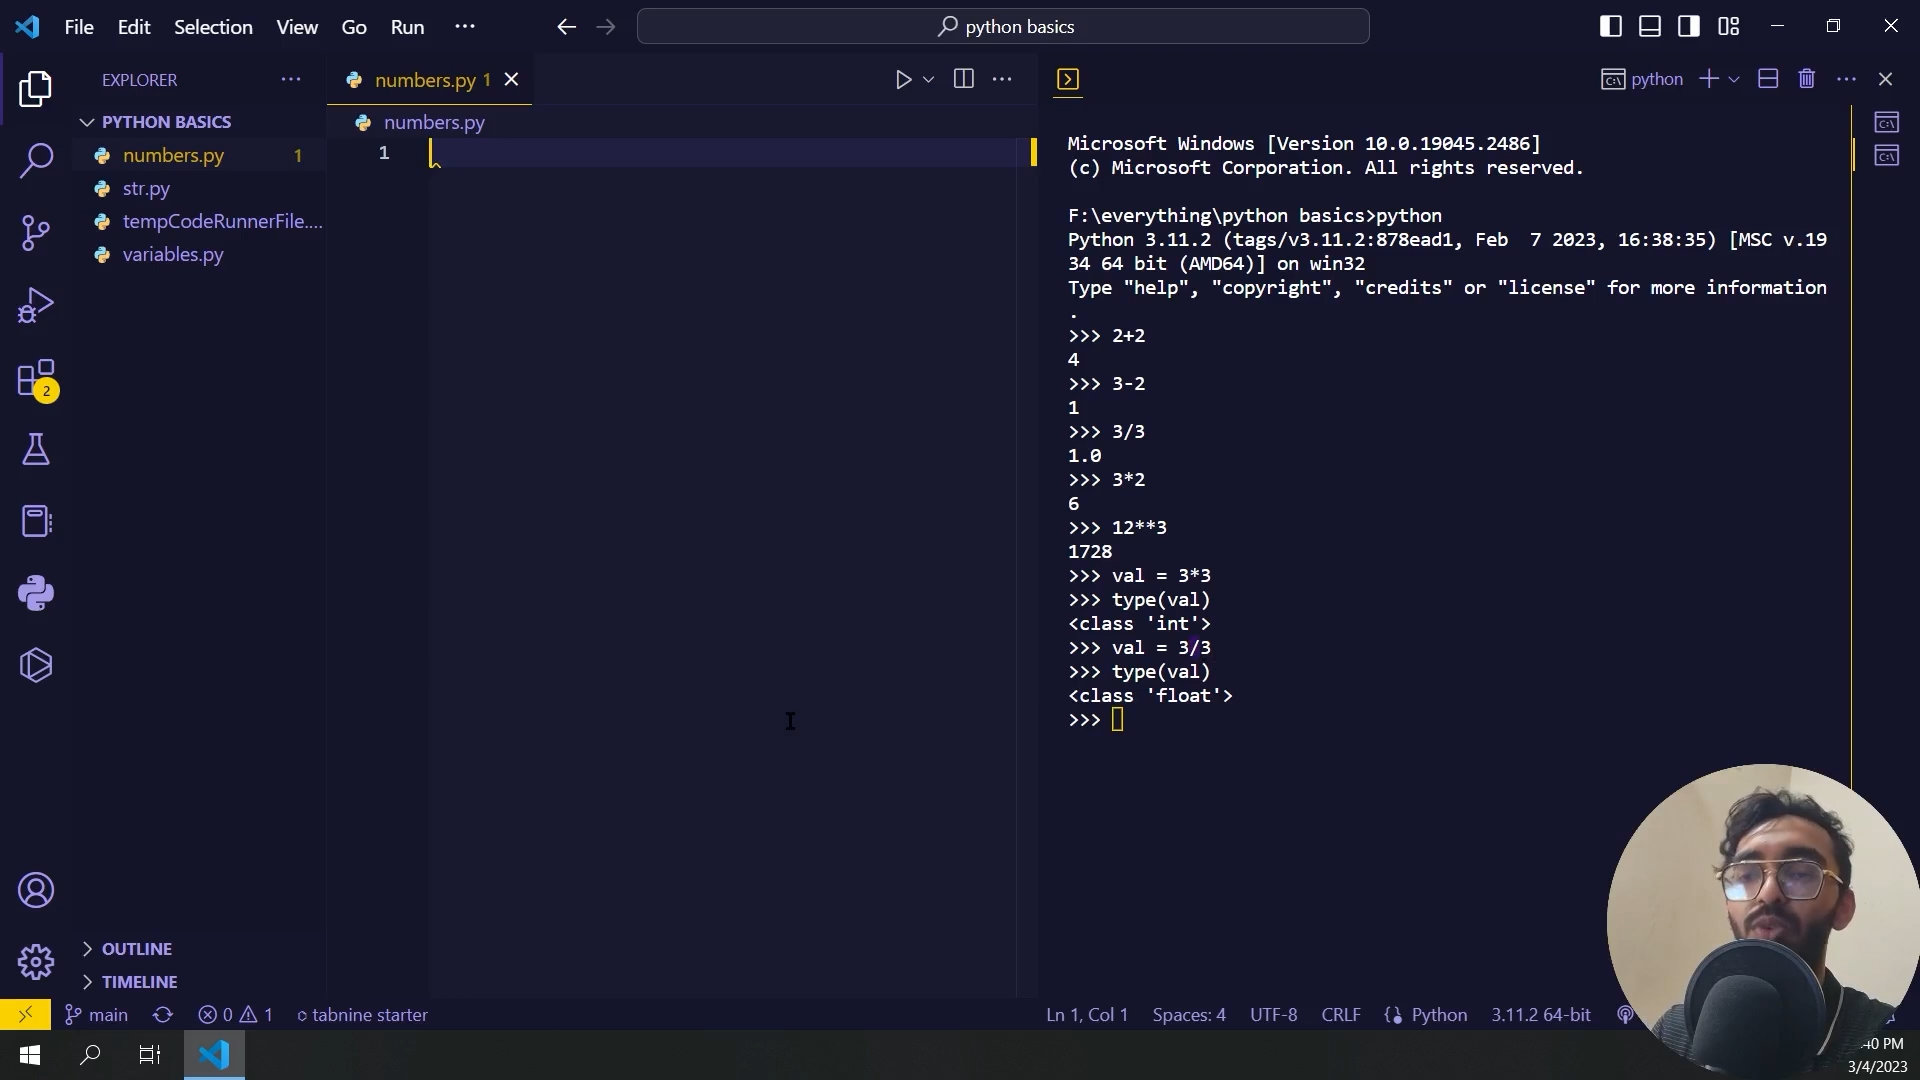 File Edit Selection View Go Run ···
python basics
EXPLORER ···
numbers.py 1
python
PYTHON BASICS
numbers.py 1
str.py
tempCodeRunnerFile....
variables.py
2
numbers.py
1
Microsoft Windows [Version 10.0.19045.2486]
(c) Microsoft Corporation. All rights reserved.
F:\everything\python basics>python
Python 3.11.2 (tags/v3.11.2:878ead1, Feb  7 2023, 16:38:35) [MSC v.19
34 64 bit (AMD64)] on win32
Type "help", "copyright", "credits" or "license" for more information
.
>>> 2+2
4
>>> 3-2
1
>>> 3/3
1.0
>>> 3*2
6
>>> 12**3
1728
>>> val = 3*3
>>> type(val)
<class 'int'>
>>> val = 3/3
>>> type(val)
<class 'float'>
>>>
OUTLINE
TIMELINE
main 0 1 tabnine starter
Ln 1, Col 1 Spaces: 4 UTF-8 CRLF Python 3.11.2 64-bit
:40 PM
3/4/2023